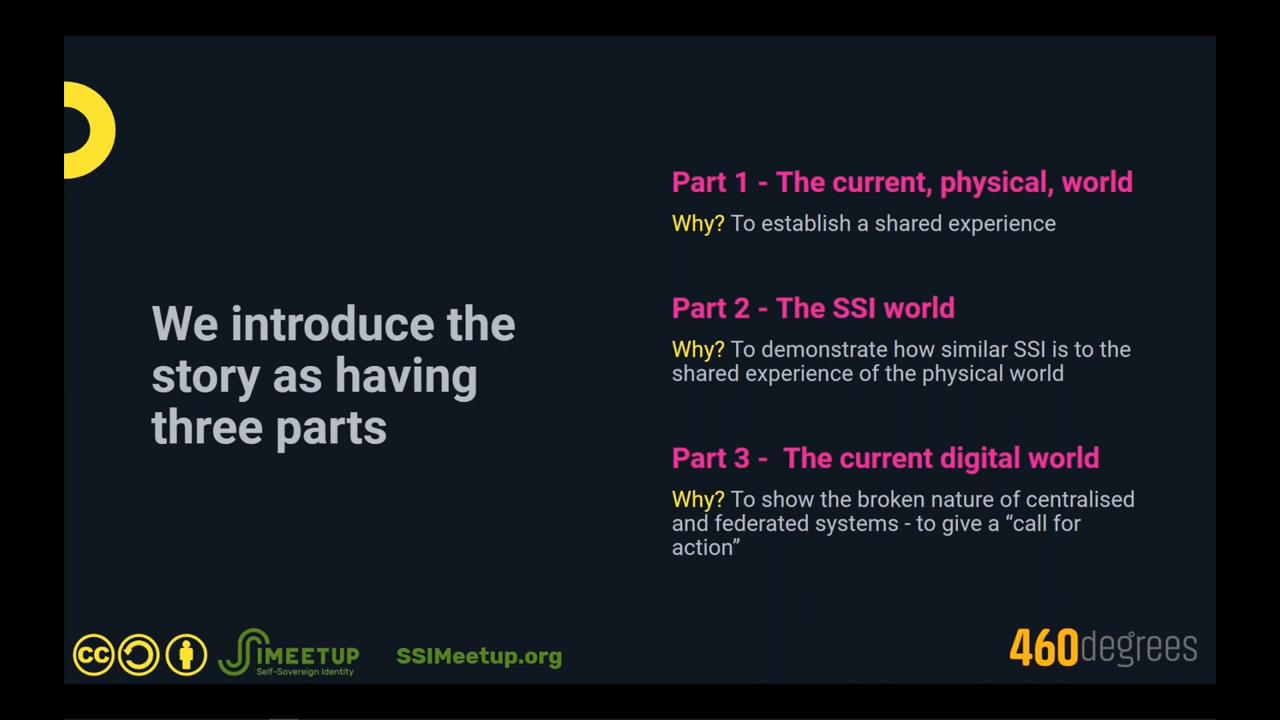 We introduce the
story as having
three parts
Part 1 - The current, physical, world
Why? To establish a shared experience
Part 2 - The SSI world
Why? To demonstrate how similar SSI is to the
shared experience of the physical world
Part 3 - The current digital world
Why? To show the broken nature of centralised
and federated systems - to give a “call for
action”
CC
SIMEETUP
Self-Sovereign Identity
SSIMeetup.org
460degrees